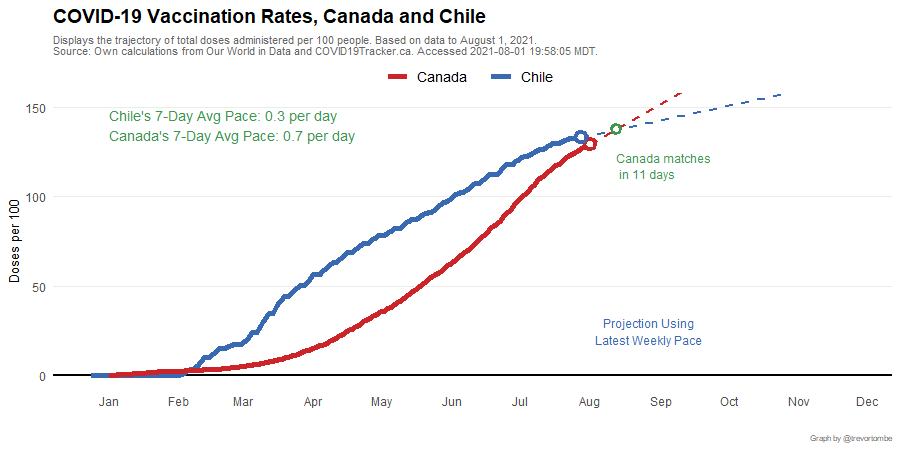 COVID-19 Vaccination Rates, Canada and Chile
Displays the trajectory of total doses administered per 100 people. Based on data to August 1, 2021.
Source: Own calculations from Our World in Data and COVID19Tracker.ca. Accessed 2021-08-01 19:58:05 MDT.
Canada Chile
Chile's 7-Day Avg Pace: 0.3 per day
Canada's 7-Day Avg Pace: 0.7 per day
Canada matches
in 11 days
Projection Using
Latest Weekly Pace
Doses per 100
150
100
50
0
Jan Feb Mar Apr May Jun Jul Aug Sep Oct Nov Dec
Graph by @trevortombe